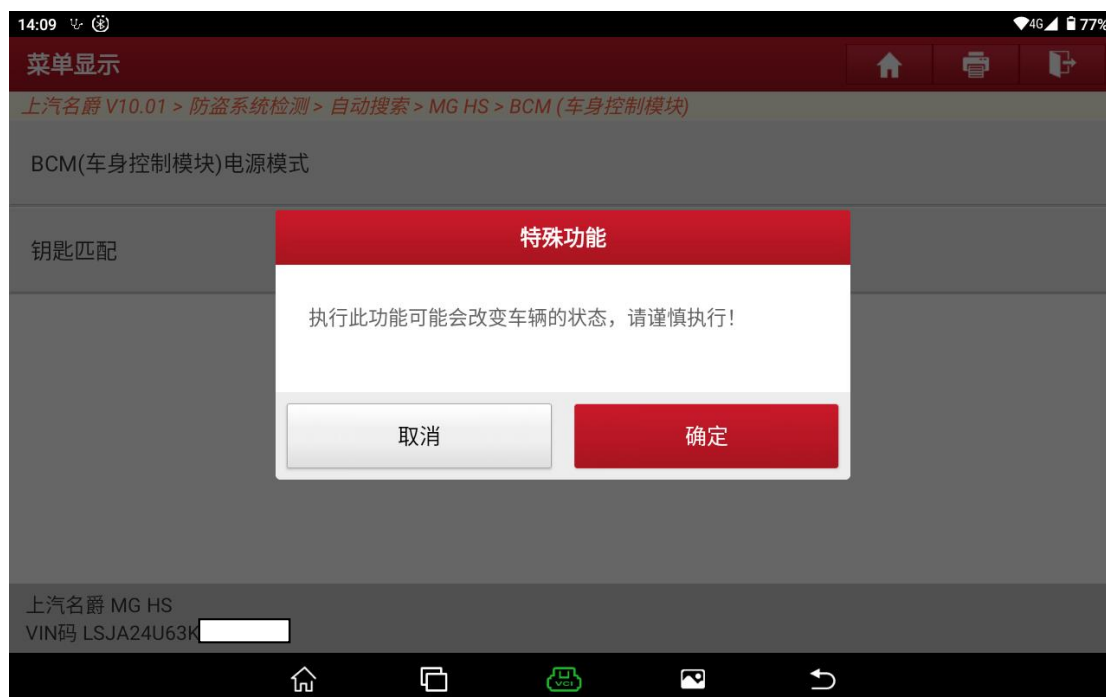 14:09 4G 77%
菜单显示
上汽名爵 V10.01 > 防盗系统检测 > 自动搜索 > MG HS > BCM (车身控制模块)
BCM(车身控制模块)电源模式
钥匙匹配
特殊功能
执行此功能可能会改变车辆的状态，请谨慎执行！
取消
确定
上汽名爵 MG HS
VIN码 LSJA24U63K
VCI